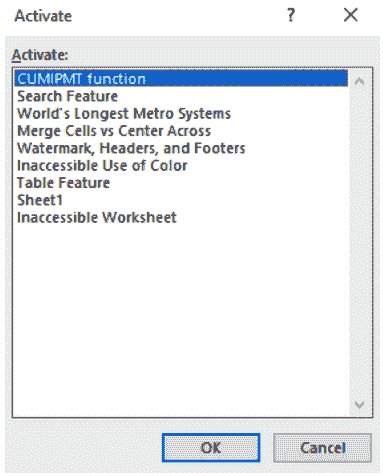 Activate ?
Activate:
CUMIPMT function
Search Feature
World's Longest Metro Systems
Merge Cells vs Center Across
Watermark, Headers, and Footers
Inaccessible Use of Color
Table Feature
Sheet1
Inaccessible Worksheet
OK Cancel